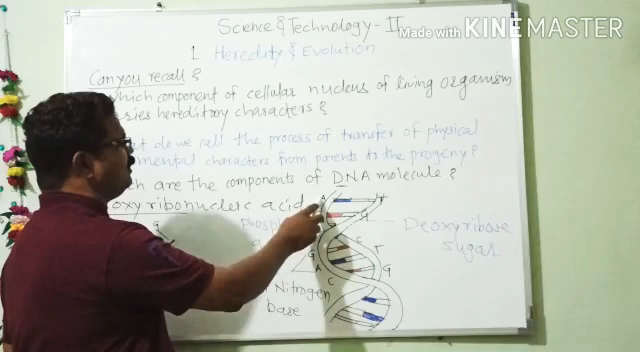 Science & Technology - II
Made with KINEMASTER
1 Heredity & Evolution
Can you recall ?
which component of cellular nucleus of living organism
hereditary characters ?
do we call the process of transfer of physical
mental characters from parents to the progeny ?
are the components of DNA molecule ?
oxyribonucleic acid
A
Deoxyribose
sugar
T
G
G
A
C
Nitrogen
base